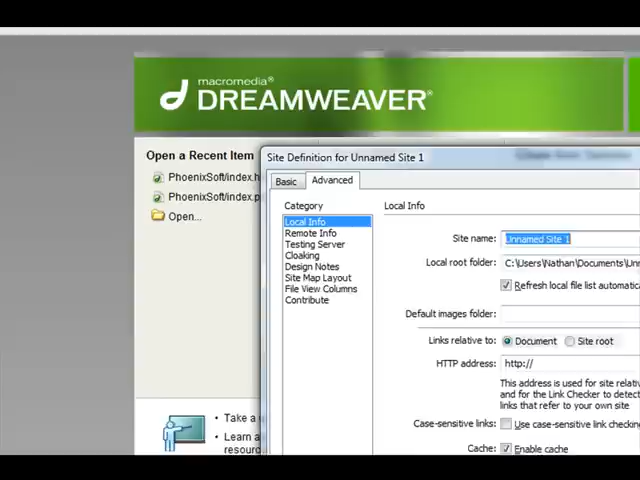 macromedia®
DREAMWEAVER®
Open a Recent Item
PhoenixSoft/index.h
PhoenixSoft/index.p
Open...
Site Definition for Unnamed Site 1
Basic
Advanced
Category
Local Info
Local Info
Remote Info
Testing Server
Cloaking
Design Notes
Site Map Layout
File View Columns
Contribute
Site name: Unnamed Site 1
Local root folder: C:\Users\Nathan\Documents\Unn
Refresh local file list automatica
Default images folder:
Links relative to: Document Site root
HTTP address: http://
This address is used for site relati
and for the Link Checker to detect
links that refer to your own site
Case-sensitive links: Use case-sensitive link checking
Cache: Enable cache
• Take a
• Learn a
resourc